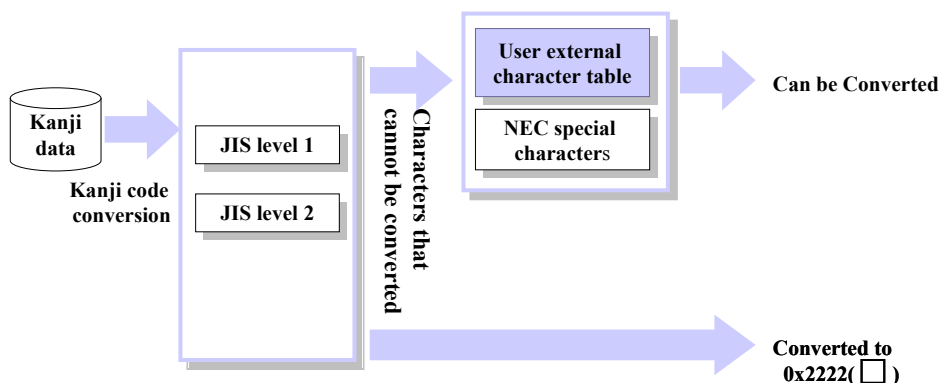 Kanji
data
Kanji code
conversion
JIS level 1
JIS level 2
Characters that
cannot be converted
User external
character table
NEC special
characters
Can be Converted
Converted to
0x2222( □ )